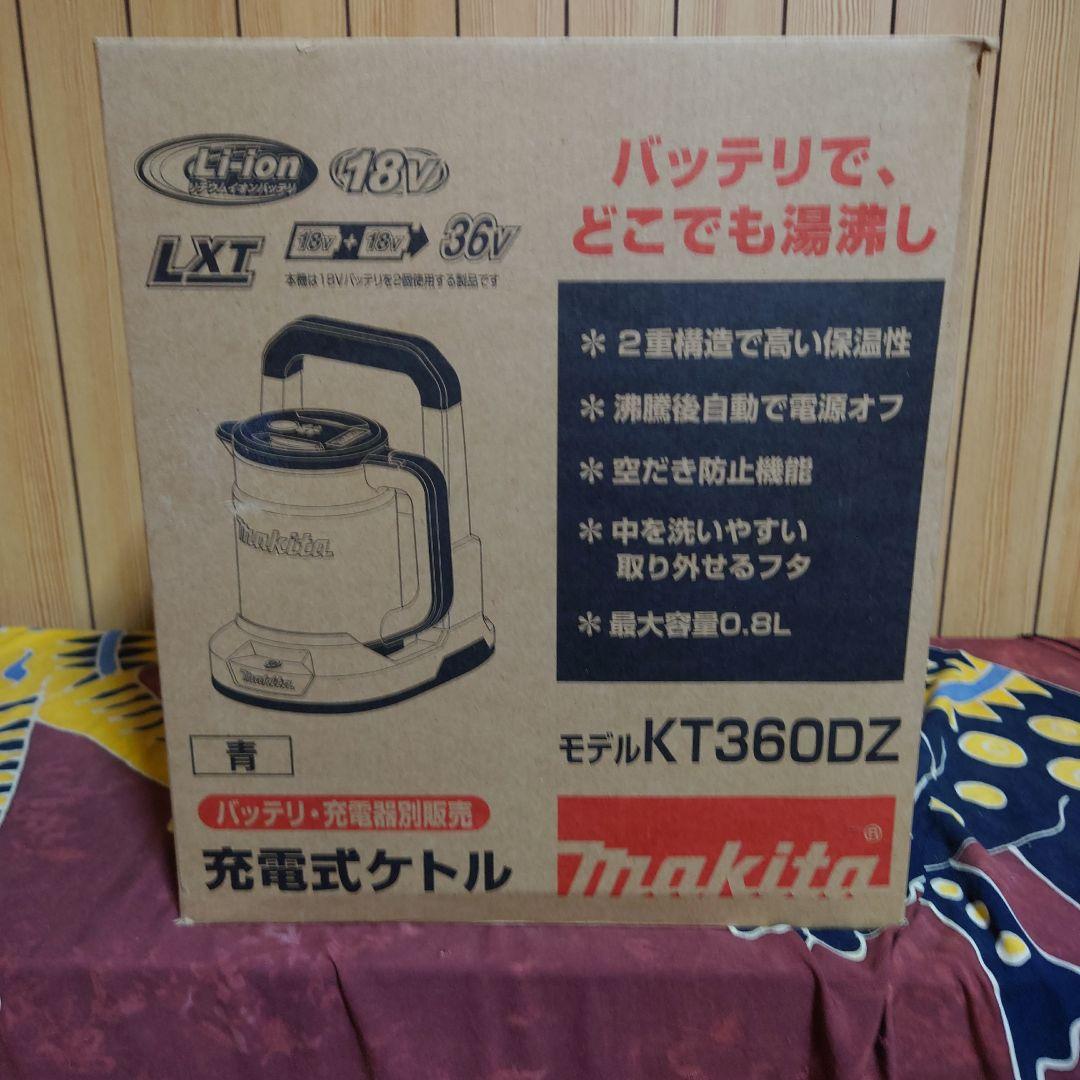 Li-ion
リチウムイオンバッテリ
18V
LXT
18V + 18V 36V
本機は18Vバッテリを2個使用する製品です
バッテリで、
どこでも湯沸し
＊ 2重構造で高い保温性
＊ 沸騰後自動で電源オフ
＊ 空だき防止機能
＊ 中を洗いやすい
取り外せるフタ
＊ 最大容量0.8L
makita
makita
青
モデルKT360DZ
バッテリ・充電器別販売
充電式ケトル
makita®